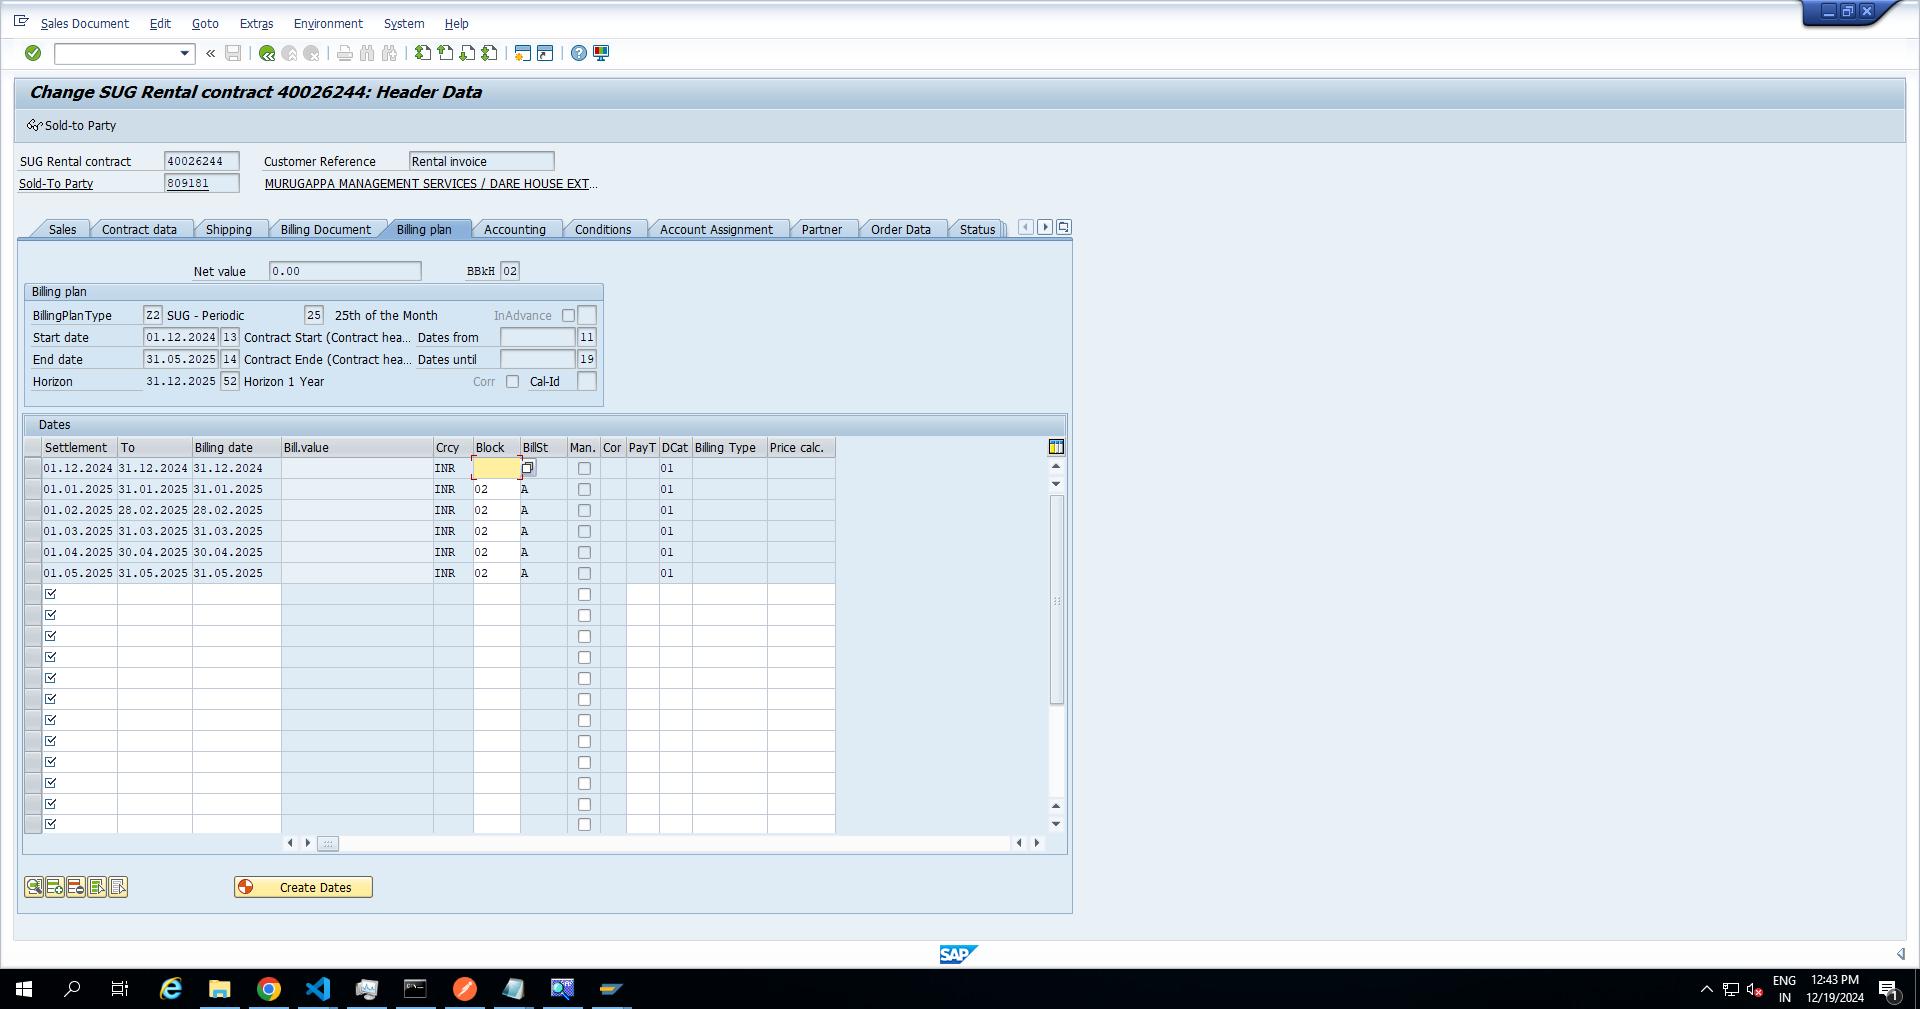 Sales Document Edit Goto Extras Environment System Help
Change SUG Rental contract 40026244: Header Data
Sold-to Party
SUG Rental contract 40026244 Customer Reference Rental invoice
Sold-To Party 809181 MURUGAPPA MANAGEMENT SERVICES / DARE HOUSE EXT...
Sales Contract data Shipping Billing Document Billing plan Accounting Conditions Account Assignment Partner Order Data Status
Net value 0.00 BBkH 02
Billing plan
BillingPlanType Z2 SUG - Periodic 25 25th of the Month InAdvance
Start date 01.12.2024 13 Contract Start (Contract hea... Dates from 11
End date 31.05.2025 14 Contract Ende (Contract hea... Dates until 19
Horizon 31.12.2025 52 Horizon 1 Year Corr Cal-Id
Dates
Settlement To Billing date Bill.value Crcy Block BillSt Man. Cor PayT DCat Billing Type Price calc.
01.12.2024 31.12.2024 31.12.2024 INR 01
01.01.2025 31.01.2025 31.01.2025 INR 02 A 01
01.02.2025 28.02.2025 28.02.2025 INR 02 A 01
01.03.2025 31.03.2025 31.03.2025 INR 02 A 01
01.04.2025 30.04.2025 30.04.2025 INR 02 A 01
01.05.2025 31.05.2025 31.05.2025 INR 02 A 01
Create Dates
SAP
ENG 12:43 PM
IN 12/19/2024 1